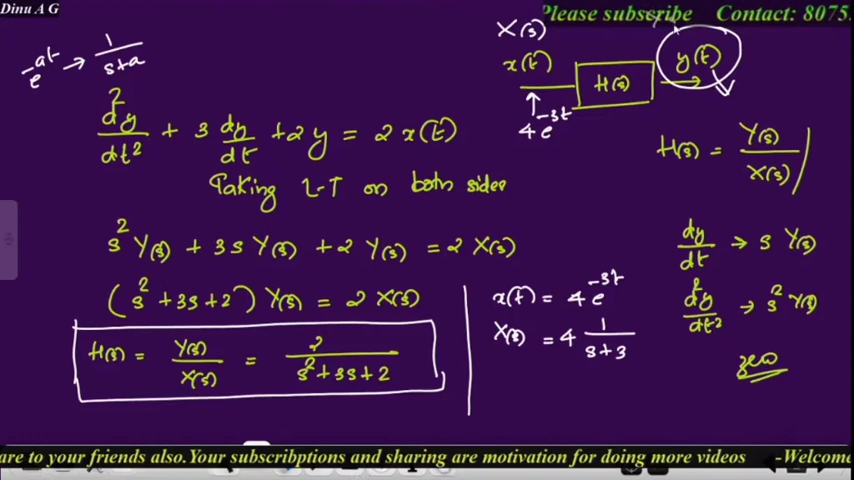 Dinu A G
Please subscribe Contact: 8075
e^-at → 1/(s+a)
X(s)
x(t) H(s) y(t)
4e^-3t
d²y/dt² + 3 dy/dt + 2y = 2x(t)
H(s) = Y(s)/X(s)
Taking L-T on both sides
s² Y(s) + 3s Y(s) + 2 Y(s) = 2 X(s)
dy/dt → s Y(s)
(s² + 3s + 2) Y(s) = 2 X(s)
x(t) = 4e^-3t
d²y/dt² → s² Y(s)
H(s) = Y(s)/X(s) = 2/(s² + 3s + 2)
X(s) = 4 1/(s+3)
zero
are to your friends also.Your subscribptions and sharing are motivation for doing more videos -Welcome